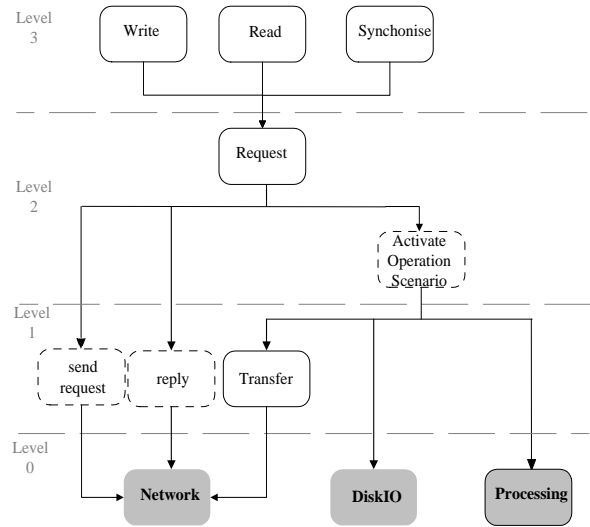 Level
3
Write
Read
Synchonise
Request
Level
2
Activate
Operation
Scenario
Level
1
send
request
reply
Transfer
Level
0
Network
DiskIO
Processing